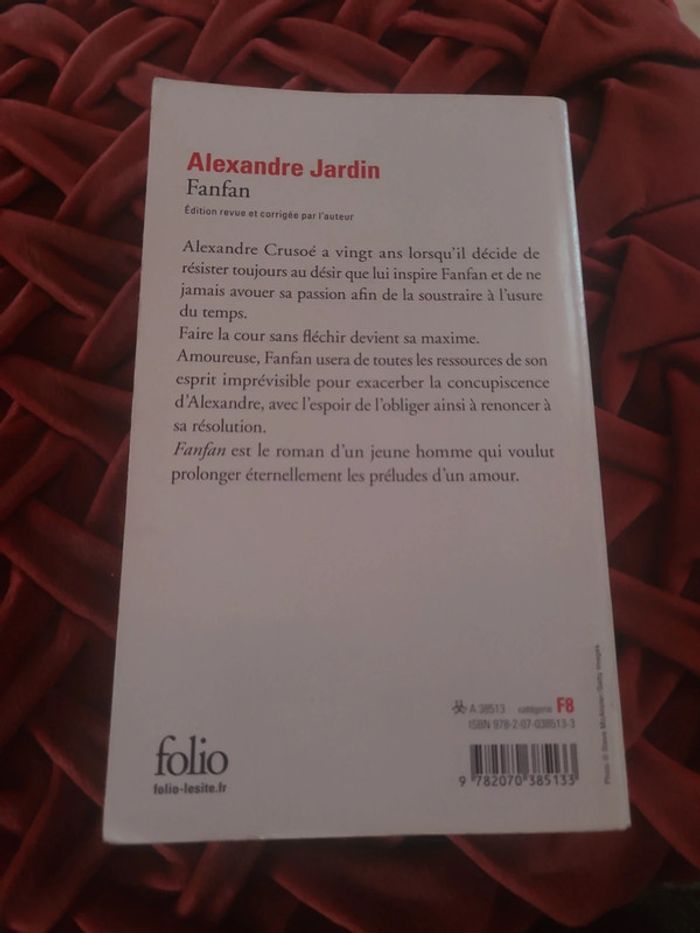 Alexandre Jardin
Fanfan
Édition revue et corrigée par l'auteur
Alexandre Crusoé a vingt ans lorsqu'il décide de
résister toujours au désir que lui inspire Fanfan et de ne
jamais avouer sa passion afin de la soustraire à l'usure
du temps.
Faire la cour sans fléchir devient sa maxime.
Amoureuse, Fanfan usera de toutes les ressources de son
esprit imprévisible pour exacerber la concupiscence
d'Alexandre, avec l'espoir de l'obliger ainsi à renoncer à
sa résolution.
Fanfan est le roman d'un jeune homme qui voulut
prolonger éternellement les préludes d'un amour.
A 38513 catégorie F8
ISBN 978-2-07-038513-3
folio
folio-lesite.fr
9 782070 385133
Photo © Getty Images